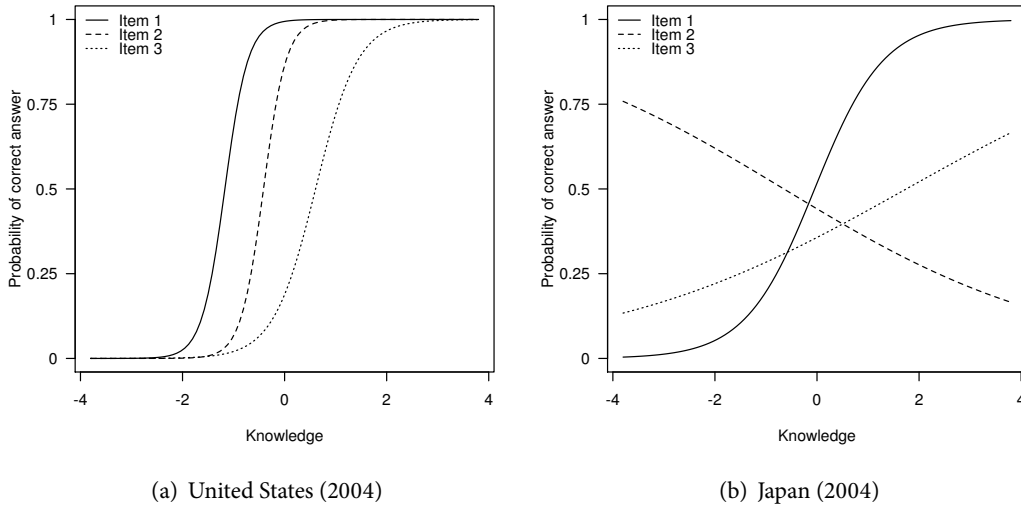 Item 1
Item 2
Item 3
Probability of correct answer
1
0.75
0.5
0.25
0
-4 -2 0 2 4
Knowledge
(a) United States (2004)
Item 1
Item 2
Item 3
Probability of correct answer
1
0.75
0.5
0.25
0
-4 -2 0 2 4
Knowledge
(b) Japan (2004)